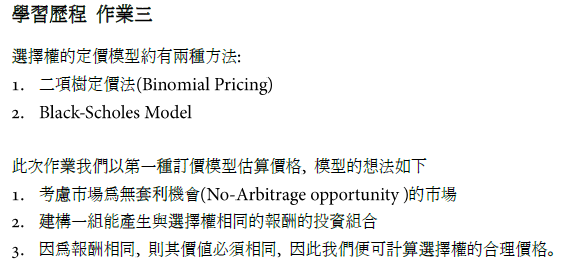 學習歷程 作業三
選擇權的定價模型約有兩種方法:
1. 二項樹定價法(Binomial Pricing)
2. Black-Scholes Model
此次作業我們以第一種訂價模型估算價格, 模型的想法如下
1. 考慮市場為無套利機會(No-Arbitrage opportunity )的市場
2. 建構一組能產生與選擇權相同的報酬的投資組合
3. 因為報酬相同, 則其價值必須相同, 因此我們便可計算選擇權的合理價格。